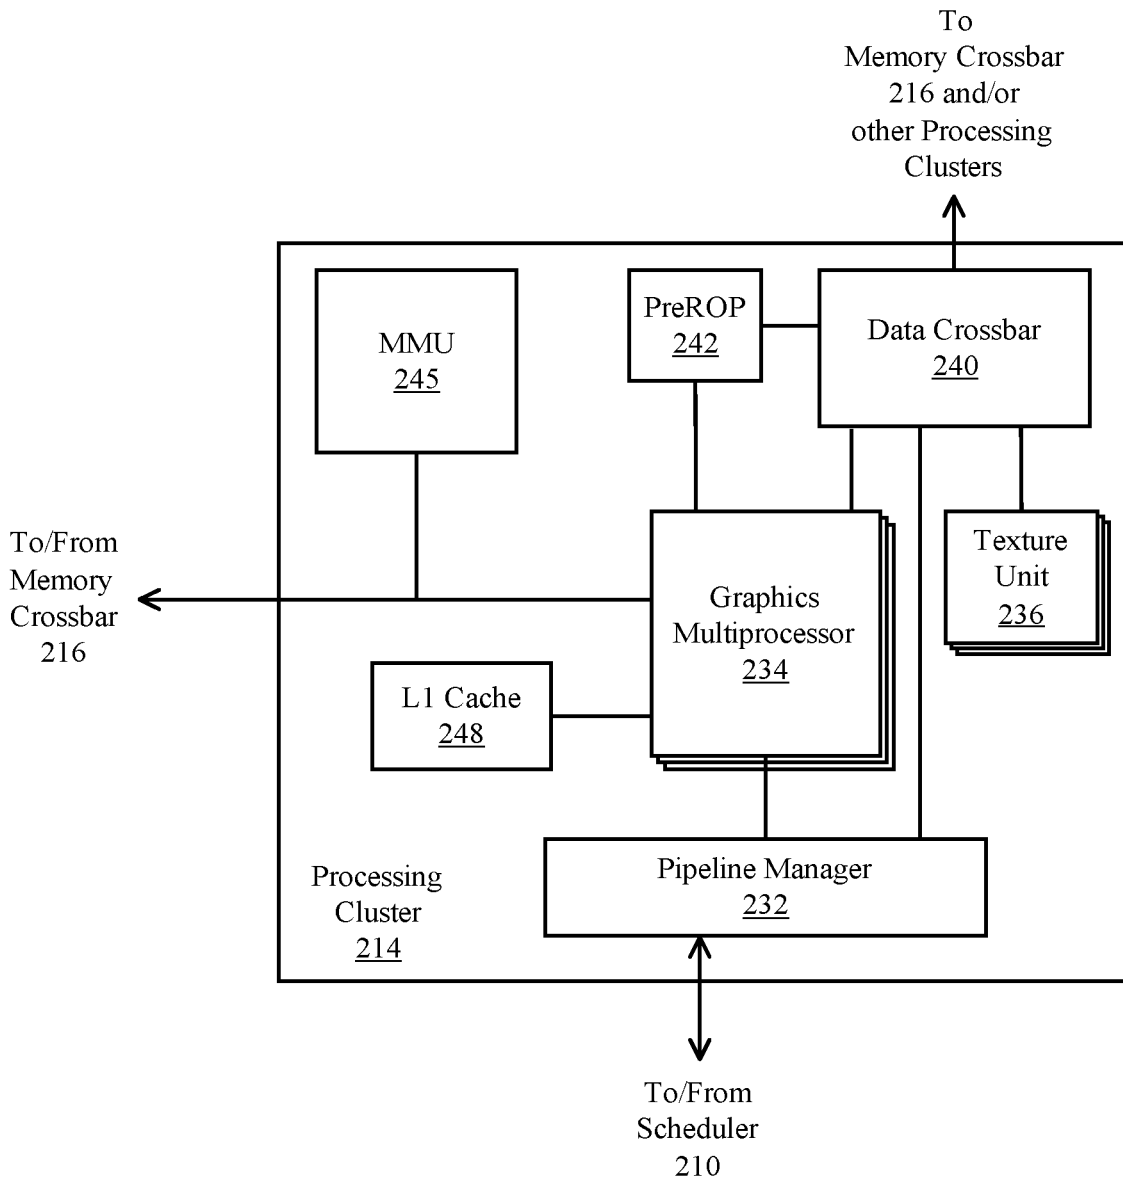 To
Memory Crossbar
216 and/or
other Processing
Clusters
MMU
245
PreROP
242
Data Crossbar
240
To/From
Memory
Crossbar
216
Graphics
Multiprocessor
234
Texture
Unit
236
L1 Cache
248
Pipeline Manager
232
Processing
Cluster
214
To/From
Scheduler
210